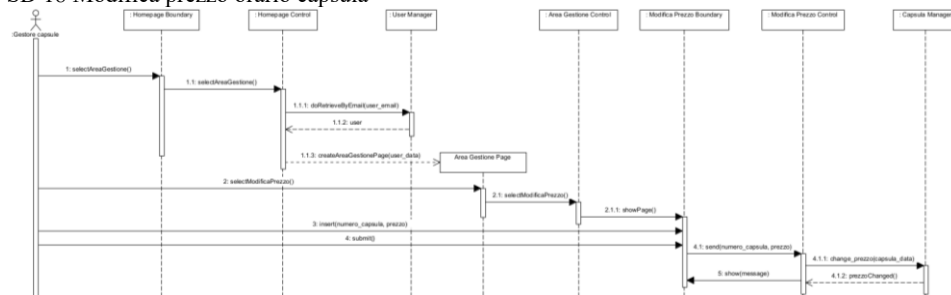 SD 18 Modifica prezzo orario capsula
: Gestore capsule
: Homepage Boundary
: Homepage Control
: User Manager
: Area Gestione Control
: Modifica Prezzo Boundary
: Modifica Prezzo Control
: Capsula Manager
1: selectAreaGestione()
1.1: selectAreaGestione()
1.1.1: doRetrieveByEmail(user_email)
1.1.2: user
1.1.3: createAreaGestionePage(user_data)
Area Gestione Page
2: selectModificaPrezzo()
2.1: selectModificaPrezzo()
2.1.1: showPage()
3: insert(numero_capsula, prezzo)
4: submit()
4.1: send(numero_capsula, prezzo)
4.1.1: change_prezzo(capsula_data)
5: show(message)
4.1.2: prezzoChanged()